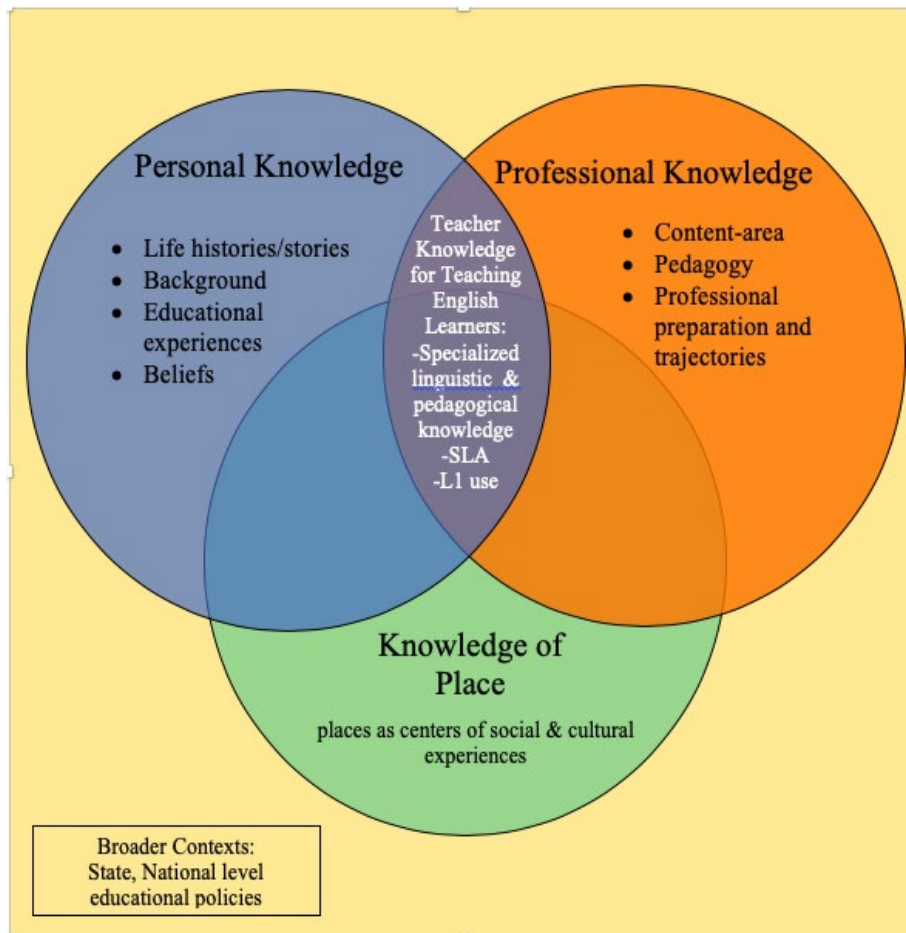 Personal Knowledge
• Life histories/stories
• Background
• Educational
experiences
• Beliefs
Professional Knowledge
• Content-area
• Pedagogy
• Professional
preparation and
trajectories
Teacher
Knowledge
for Teaching
English
Learners:
-Specialized
linguistic &
pedagogical
knowledge
-SLA
-L1 use
Knowledge of
Place
places as centers of social & cultural
experiences
Broader Contexts:
State, National level
educational policies